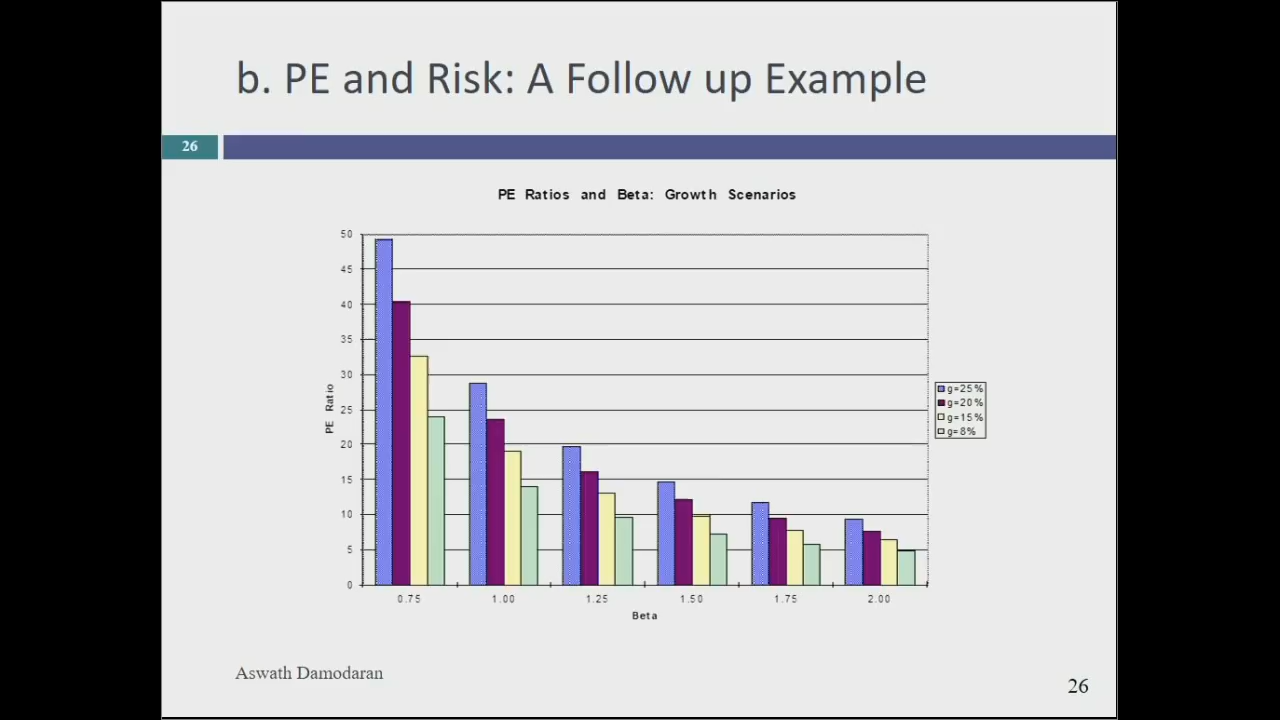 b. PE and Risk: A Follow up Example
26
PE Ratios and Beta: Growth Scenarios
50
45
40
35
30
25
20
15
10
5
0
PE Ratio
0.75 1.00 1.25 1.50 1.75 2.00
Beta
g=25%
g=20%
g=15%
g=8%
Aswath Damodaran
26